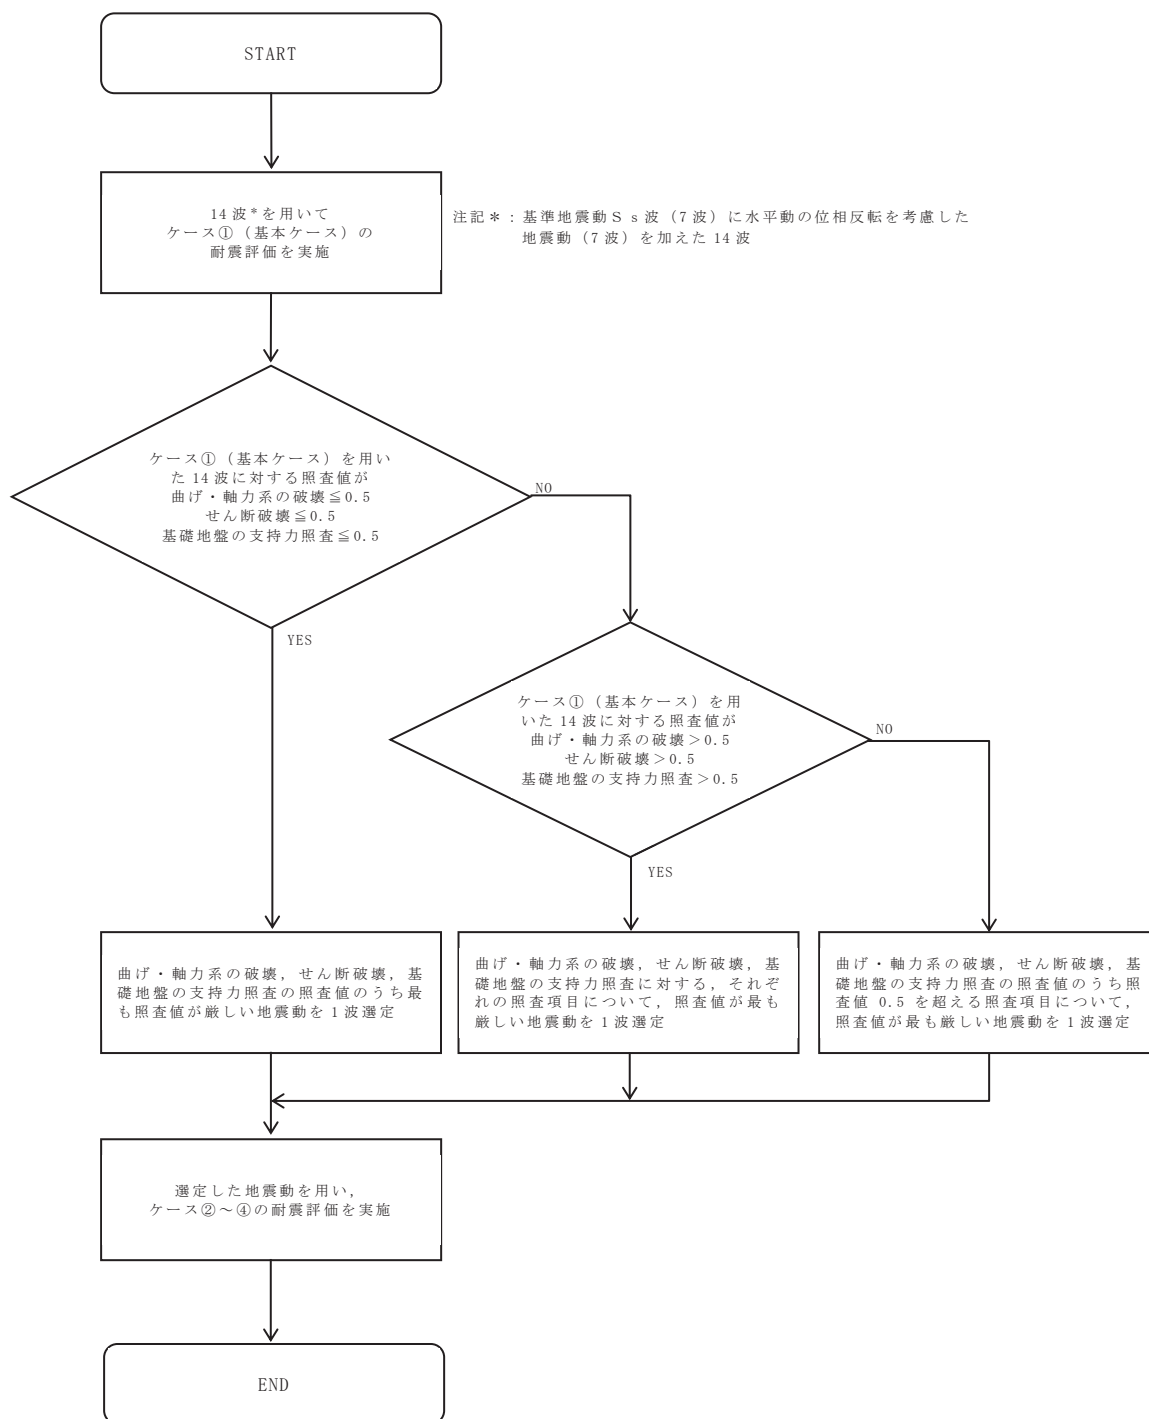 START
14波*を用いて
ケース①（基本ケース）の
耐震評価を実施
注記＊：基準地震動Ｓｓ波（7波）に水平動の位相反転を考慮した
地震動（7波）を加えた14波
ケース①（基本ケース）を用い
た14波に対する照査値が
曲げ・軸力系の破壊≦0.5
せん断破壊≦0.5
基礎地盤の支持力照査≦0.5
NO
YES
ケース①（基本ケース）を用
いた14波に対する照査値が
曲げ・軸力系の破壊＞0.5
せん断破壊＞0.5
基礎地盤の支持力照査＞0.5
NO
YES
曲げ・軸力系の破壊，せん断破壊，基
礎地盤の支持力照査の照査値のうち最
も照査値が厳しい地震動を1波選定
曲げ・軸力系の破壊，せん断破壊，基
礎地盤の支持力照査に対する，それぞ
れの照査項目について，照査値が最も
厳しい地震動を1波選定
曲げ・軸力系の破壊，せん断破壊，基
礎地盤の支持力照査の照査値のうち照
査値 0.5 を超える照査項目について，
照査値が最も厳しい地震動を1波選定
選定した地震動を用い，
ケース②～④の耐震評価を実施
END